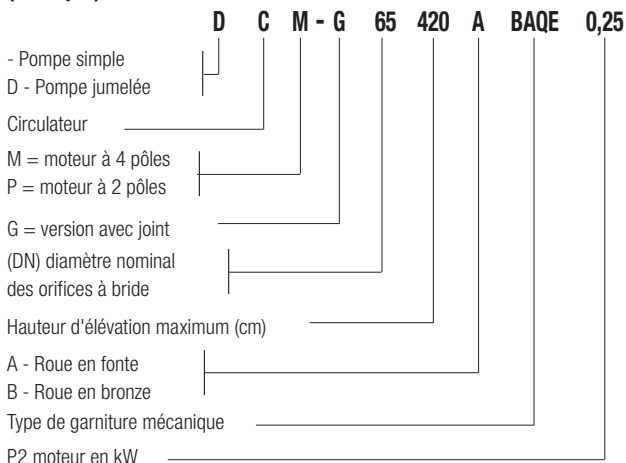 D C M - G 65 420 A BAQE 0,25
- Pompe simple
D - Pompe jumelée
Circulateur
M = moteur à 4 pôles
P = moteur à 2 pôles
G = version avec joint
(DN) diamètre nominal
des orifices à bride
Hauteur d'élévation maximum (cm)
A - Roue en fonte
B - Roue en bronze
Type de garniture mécanique
P2 moteur en kW